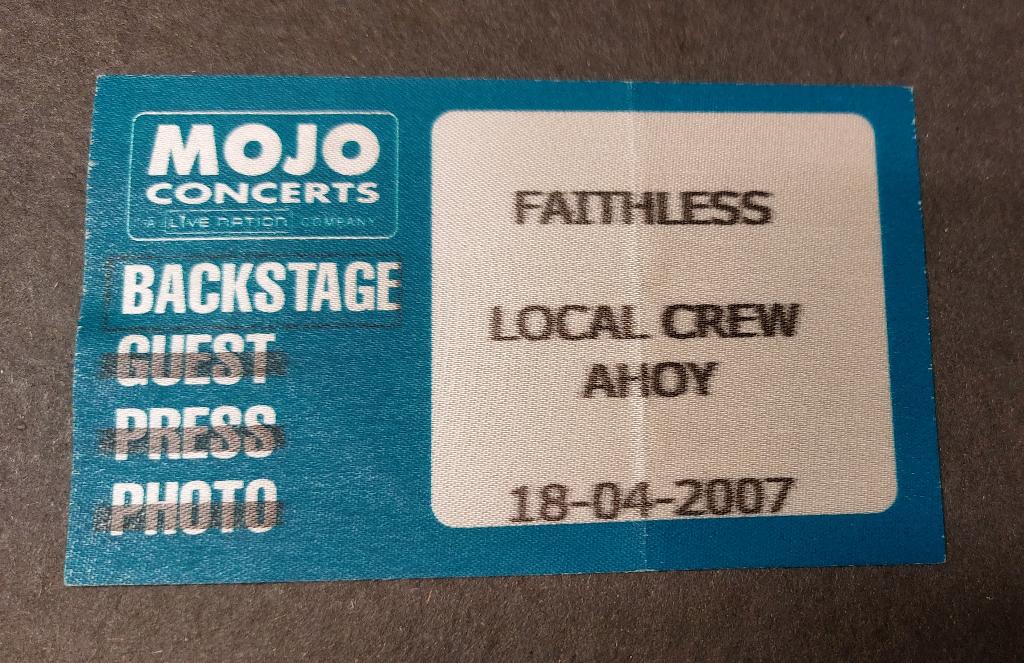 MOJO
CONCERTS
A LIVE NATION COMPANY
BACKSTAGE
GUEST
PRESS
PHOTO
FAITHLESS
LOCAL CREW
AHOY
18-04-2007